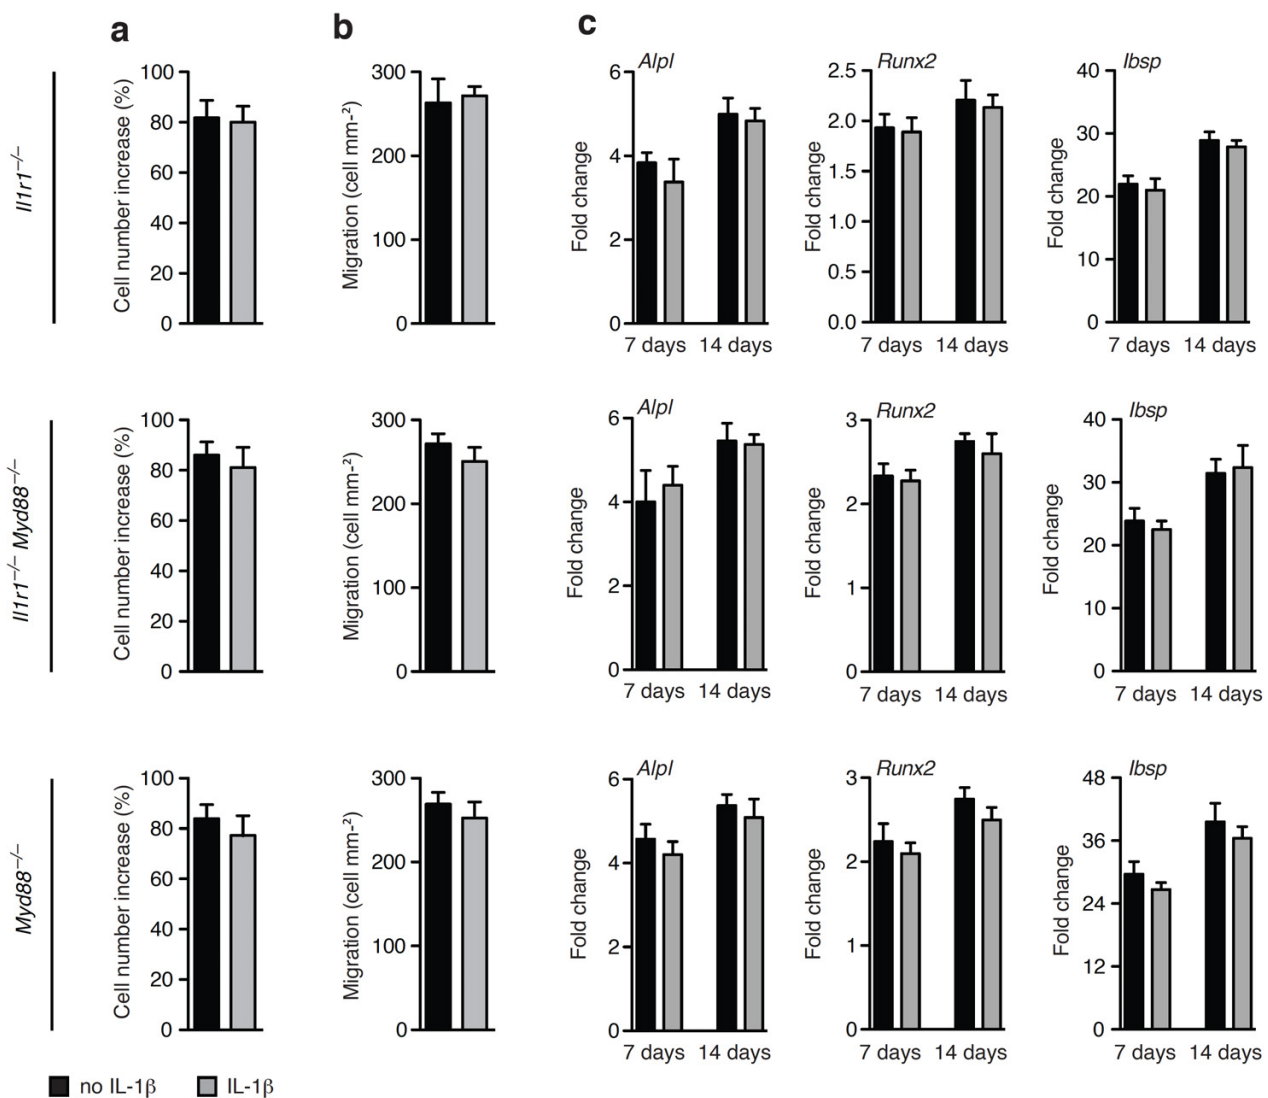 a
b
c
Il1r1−/−
Cell number increase (%)
100
80
60
40
20
0
Migration (cell mm-²)
300
200
100
0
Alpl
Fold change
6
4
2
0
7 days 14 days
Runx2
Fold change
2.5
2.0
1.5
1.0
0.5
0.0
7 days 14 days
Ibsp
Fold change
40
30
20
10
0
7 days 14 days
Il1r1−/− Myd88−/−
Cell number increase (%)
100
80
60
40
20
0
Migration (cell mm-²)
300
200
100
0
Alpl
Fold change
6
4
2
0
7 days 14 days
Runx2
Fold change
3
2
1
0
7 days 14 days
Ibsp
Fold change
40
30
20
10
0
7 days 14 days
Myd88−/−
Cell number increase (%)
100
80
60
40
20
0
Migration (cell mm-²)
300
200
100
0
Alpl
Fold change
6
4
2
0
7 days 14 days
Runx2
Fold change
3
2
1
0
7 days 14 days
Ibsp
Fold change
48
36
24
12
0
7 days 14 days
no IL-1β IL-1β